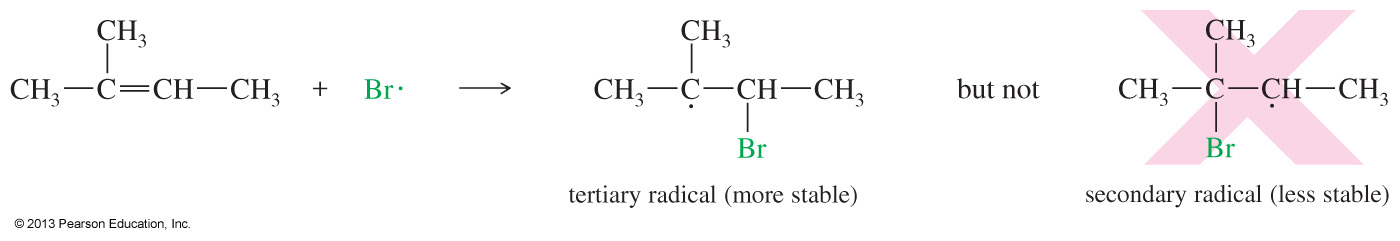 CH₃ CH₃ CH₃
CH₃—C=CH—CH₃ + Br· ⟶ CH₃—C—CH—CH₃ but not CH₃—C—CH—CH₃
· ·
Br Br
tertiary radical (more stable) secondary radical (less stable)
© 2013 Pearson Education, Inc.